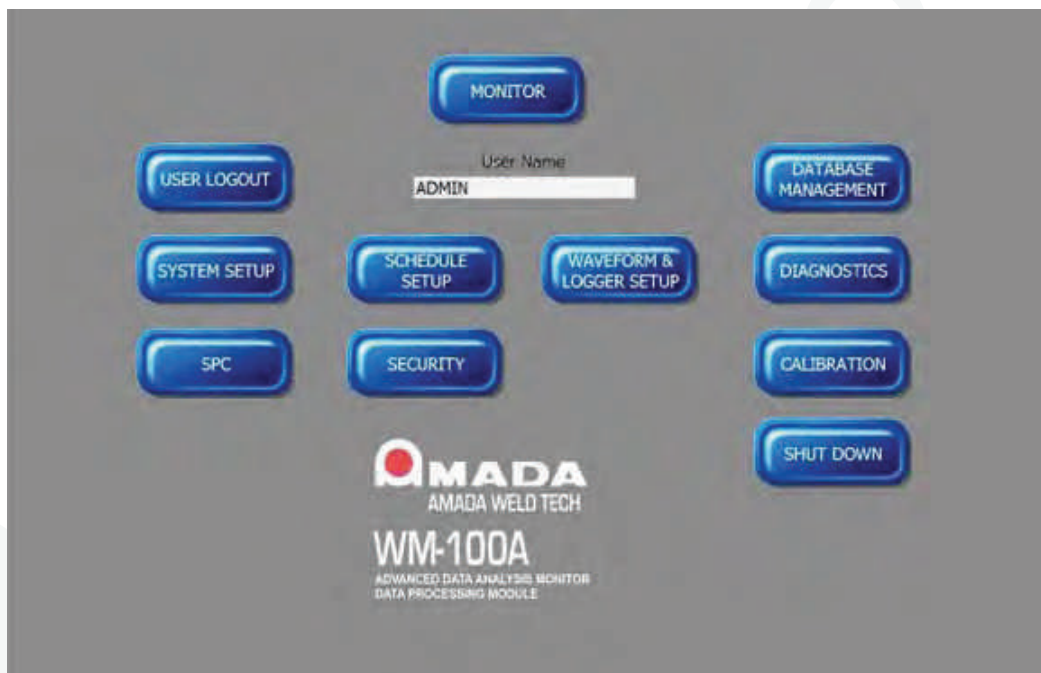 MONITOR
User Name
ADMIN
USER LOGOUT
DATABASE
MANAGEMENT
SYSTEM SETUP
SCHEDULE
SETUP
WAVEFORM &
LOGGER SETUP
DIAGNOSTICS
SPC
SECURITY
CALIBRATION
SHUT DOWN
AMADA
AMADA WELD TECH
WM-100A
ADVANCED DATA ANALYSIS MONITOR
DATA PROCESSING MODULE